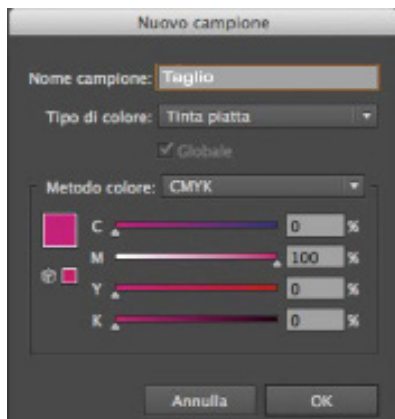 Nuovo campione
Nome campione: Taglio
Tipo di colore: Tinta piatta
Globale
Metodo colore: CMYK
C 0 %
M 100 %
Y 0 %
K 0 %
Annulla OK